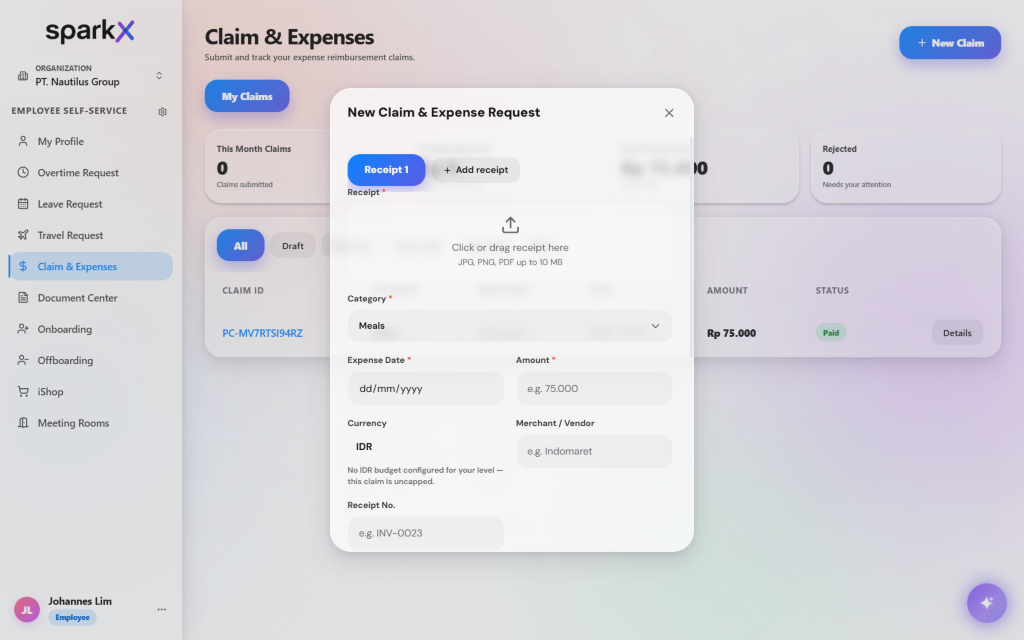 sparkX
ORGANIZATION
PT. Nautilus Group
EMPLOYEE SELF-SERVICE
My Profile
Overtime Request
Leave Request
Travel Request
Claim & Expenses
Document Center
Onboarding
Offboarding
iShop
Meeting Rooms
JL
Johannes Lim
Employee
Claim & Expenses
Submit and track your expense reimbursement claims.
+ New Claim
My Claims
This Month Claims
0
Claims submitted
Rejected
0
Needs your attention
All
Draft
CLAIM ID
AMOUNT
STATUS
PC-MV7RTSI94RZ
Rp 75.000
Paid
Details
New Claim & Expense Request
Receipt 1
+ Add receipt
Receipt *
Click or drag receipt here
JPG, PNG, PDF up to 10 MB
Category *
Meals
Expense Date *
Amount *
dd/mm/yyyy
e.g. 75.000
Currency
Merchant / Vendor
IDR
e.g. Indomaret
No IDR budget configured for your level —
this claim is uncapped.
Receipt No.
e.g. INV-0023